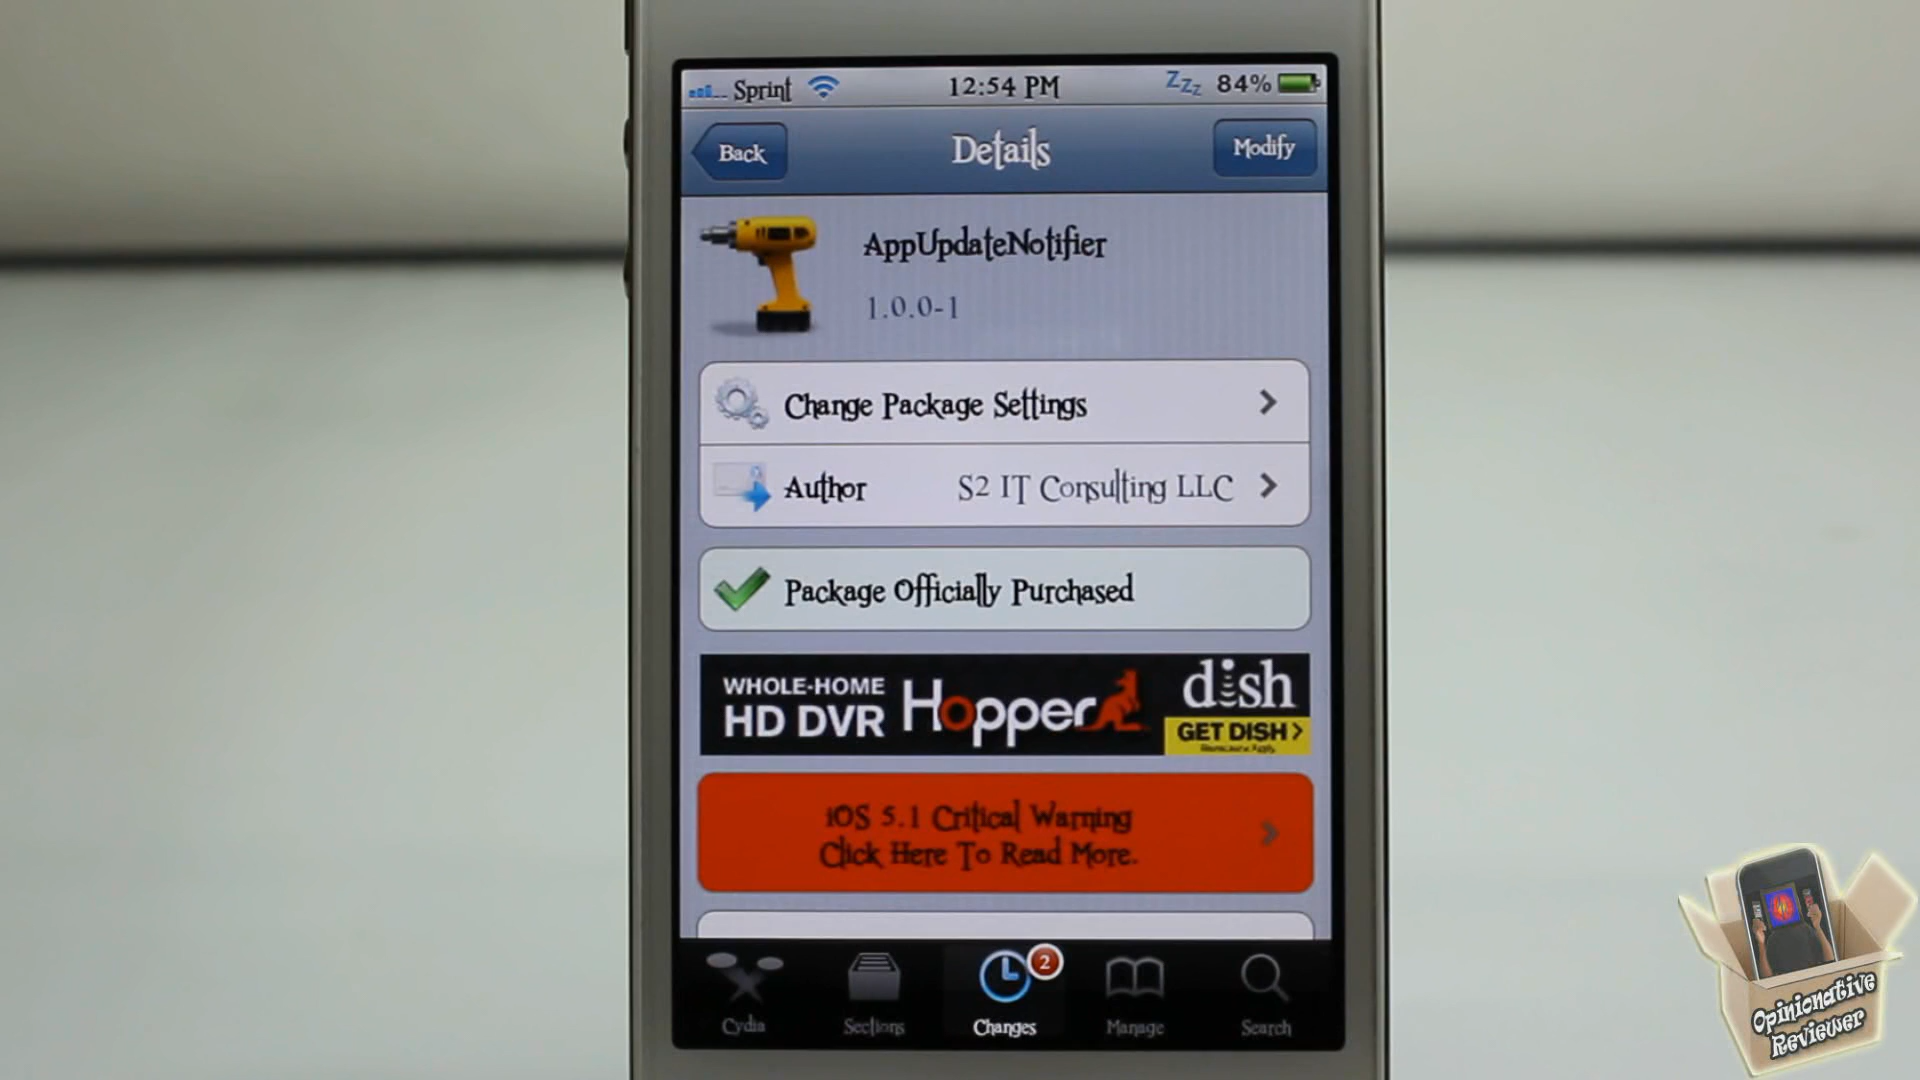 Sprint 12:54 PM Zzz 84%
Back Details Modify
AppUpdateNotifier
1.0.0-1
Change Package Settings
Author S2 IT Consulting LLC
Package Officially Purchased
WHOLE-HOME
HD DVR Hopper dish
GET DISH >
iOS 5.1 Critical Warning
Click Here To Read More.
2
Cydia Sections Changes Manage Search
Opinionative
Reviewer